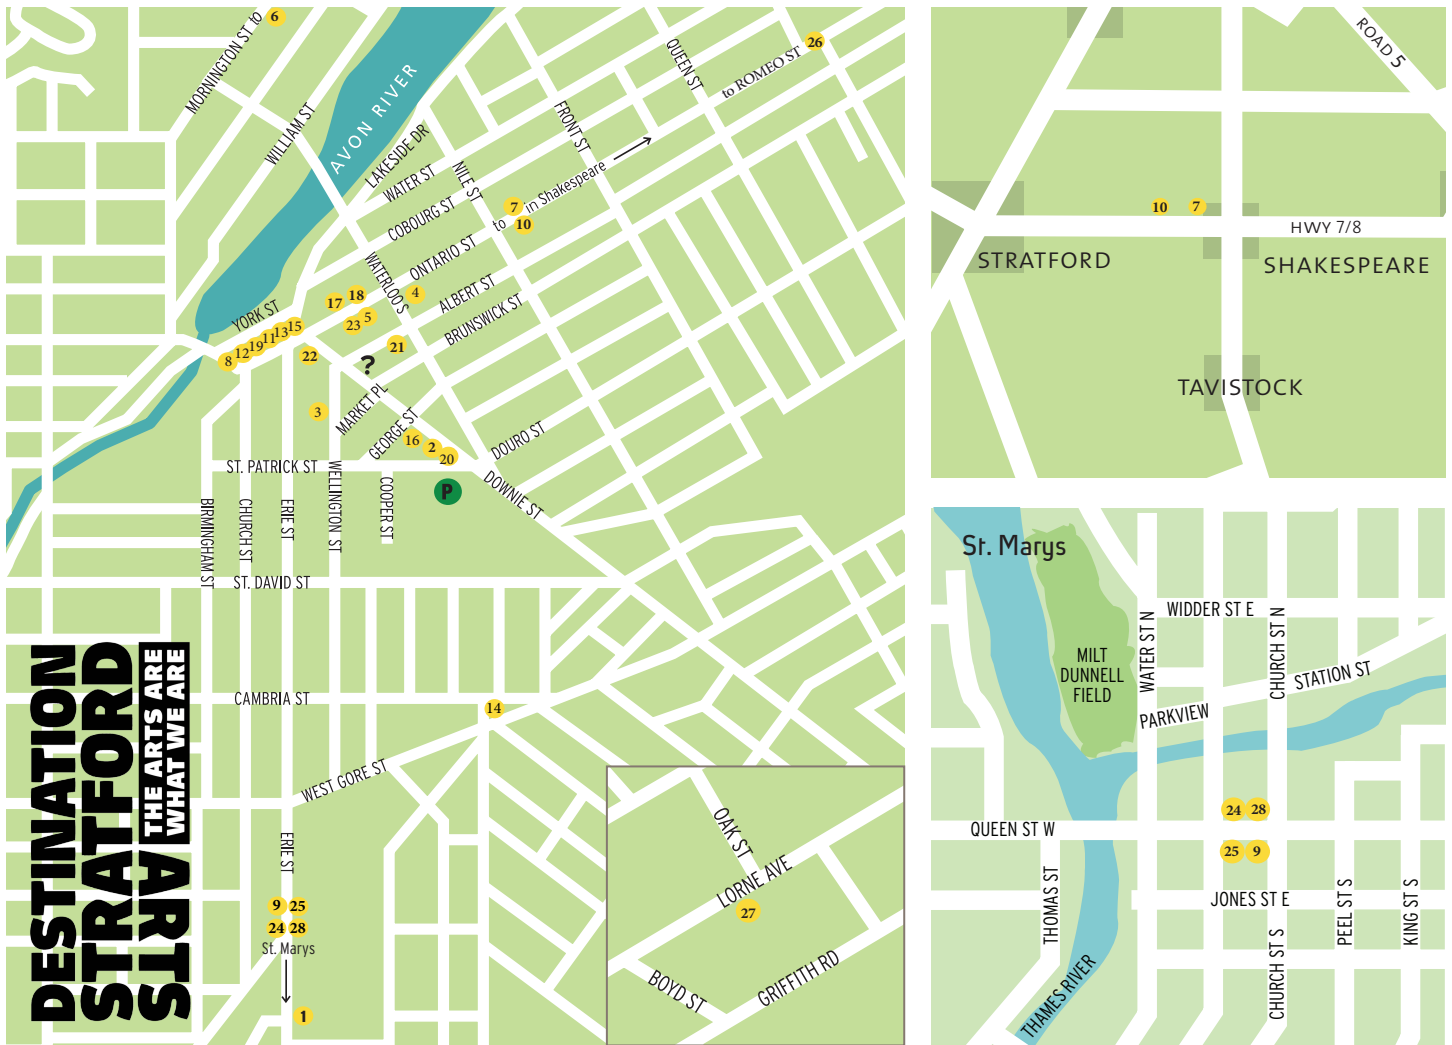 6
MORNINGTON ST to
WILLIAM ST
AVON RIVER
LAKESIDE DR
WATER ST
COBOURG ST
NILE ST
FRONT ST
QUEEN ST
26
to ROMEO ST
7
10
to
in Shakespeare
ONTARIO ST
4
ALBERT ST
BRUNSWICK ST
WATERLOO S
17
18
5
23
21
22
?
YORK ST
15
13
11
19
12
8
3
MARKET PL
GEORGE ST
16
2
20
P
DOURO ST
DOWNIE ST
ST. PATRICK ST
BIRMINGHAM ST
CHURCH ST
ERIE ST
WELLINGTON ST
COOPER ST
ST. DAVID ST
CAMBRIA ST
14
WEST GORE ST
ERIE ST
9 25
24 28
St. Marys
1
DESTINATION
STRATFORD
THE ARTS ARE
WHAT WE ARE
ARTS
OAK ST
LORNE AVE
27
BOYD ST
GRIFFITH RD
ROAD 5
10
7
HWY 7/8
STRATFORD
SHAKESPEARE
TAVISTOCK
St. Marys
MILT
DUNNELL
FIELD
WATER ST N
WIDDER ST E
CHURCH ST N
STATION ST
PARKVIEW
24 28
QUEEN ST W
25 9
JONES ST E
THOMAS ST
THAMES RIVER
CHURCH ST S
PEEL ST S
KING ST S